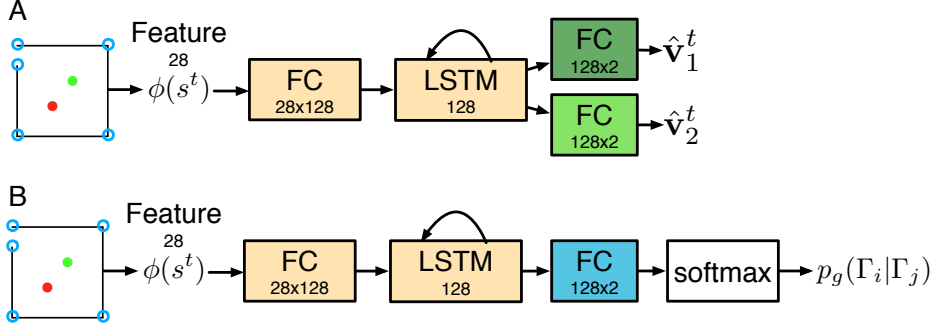 A
Feature
28
ϕ(s^t)
FC
28x128
LSTM
128
FC
128x2
v̂_1^t
FC
128x2
v̂_2^t
B
Feature
28
ϕ(s^t)
FC
28x128
LSTM
128
FC
128x2
softmax
p_g(Γ_i|Γ_j)